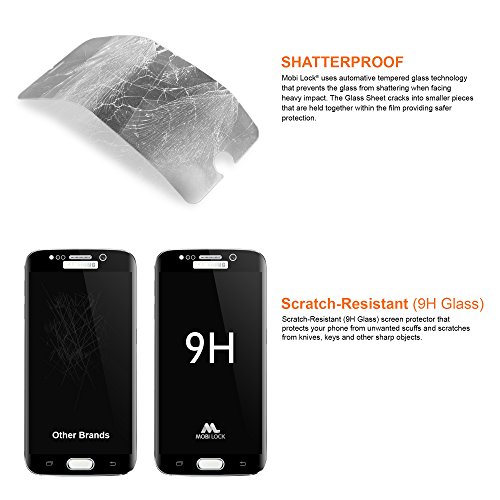 SHATTERPROOF
Mobi Lock® uses automative tempered glass technology
that prevents the glass from shattering when facing
heavy impact. The Glass Sheet cracks into smaller pieces
that are held together within the film providing safer
protection.
Other Brands
9H
MOBI LOCK
Scratch-Resistant (9H Glass)
Scratch-Resistant (9H Glass) screen protector that
protects your phone from unwanted scuffs and scratches
from knives, keys and other sharp objects.